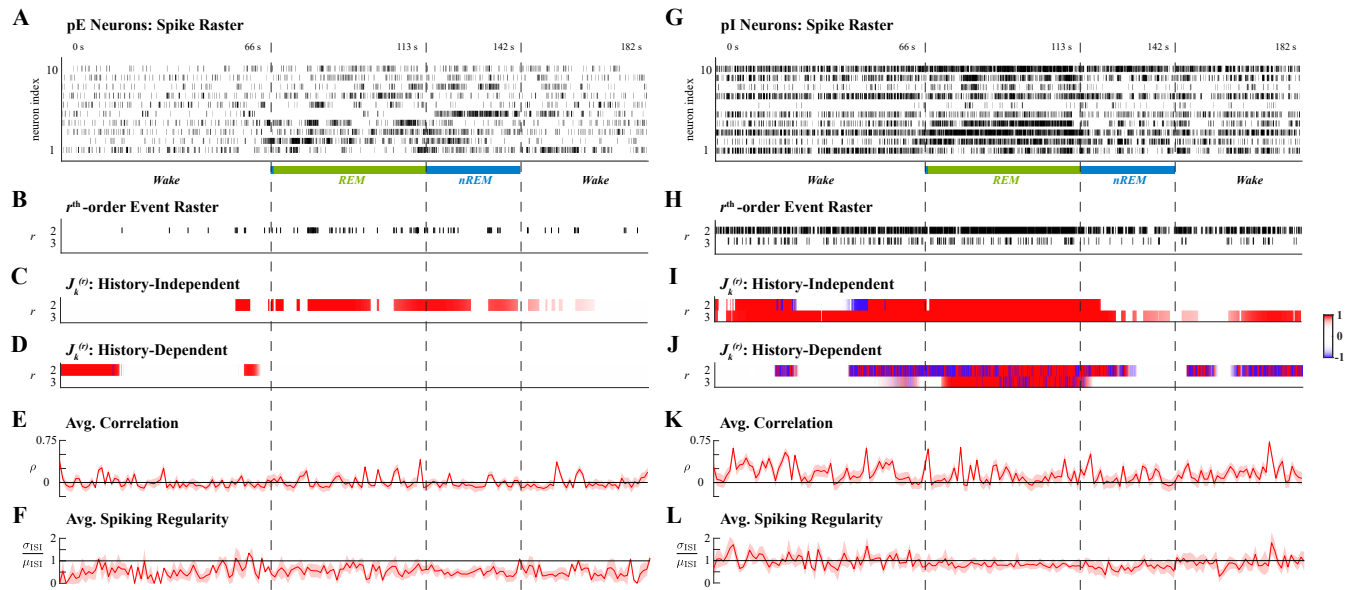 A pE Neurons: Spike Raster
0 s 66 s 113 s 142 s 182 s
neuron index
10
1
Wake REM nREM Wake
B rth-order Event Raster
r 2
3
C Jk(r): History-Independent
r 2
3
D Jk(r): History-Dependent
r 2
3
E Avg. Correlation
0.75
ρ
0
F Avg. Spiking Regularity
σISI
μISI
2
1
0
G pI Neurons: Spike Raster
0 s 66 s 113 s 142 s 182 s
neuron index
10
1
Wake REM nREM Wake
H rth-order Event Raster
r 2
3
I Jk(r): History-Independent
r 2
3
1
0
-1
J Jk(r): History-Dependent
r 2
3
K Avg. Correlation
0.75
ρ
0
L Avg. Spiking Regularity
σISI
μISI
2
1
0